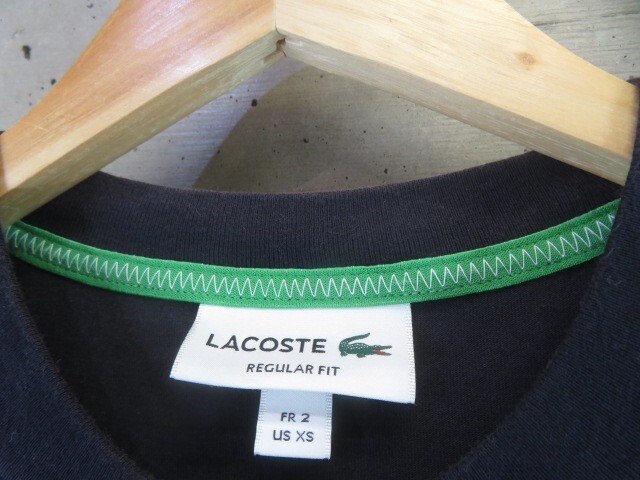 LACOSTE
REGULAR FIT
FR 2
US XS